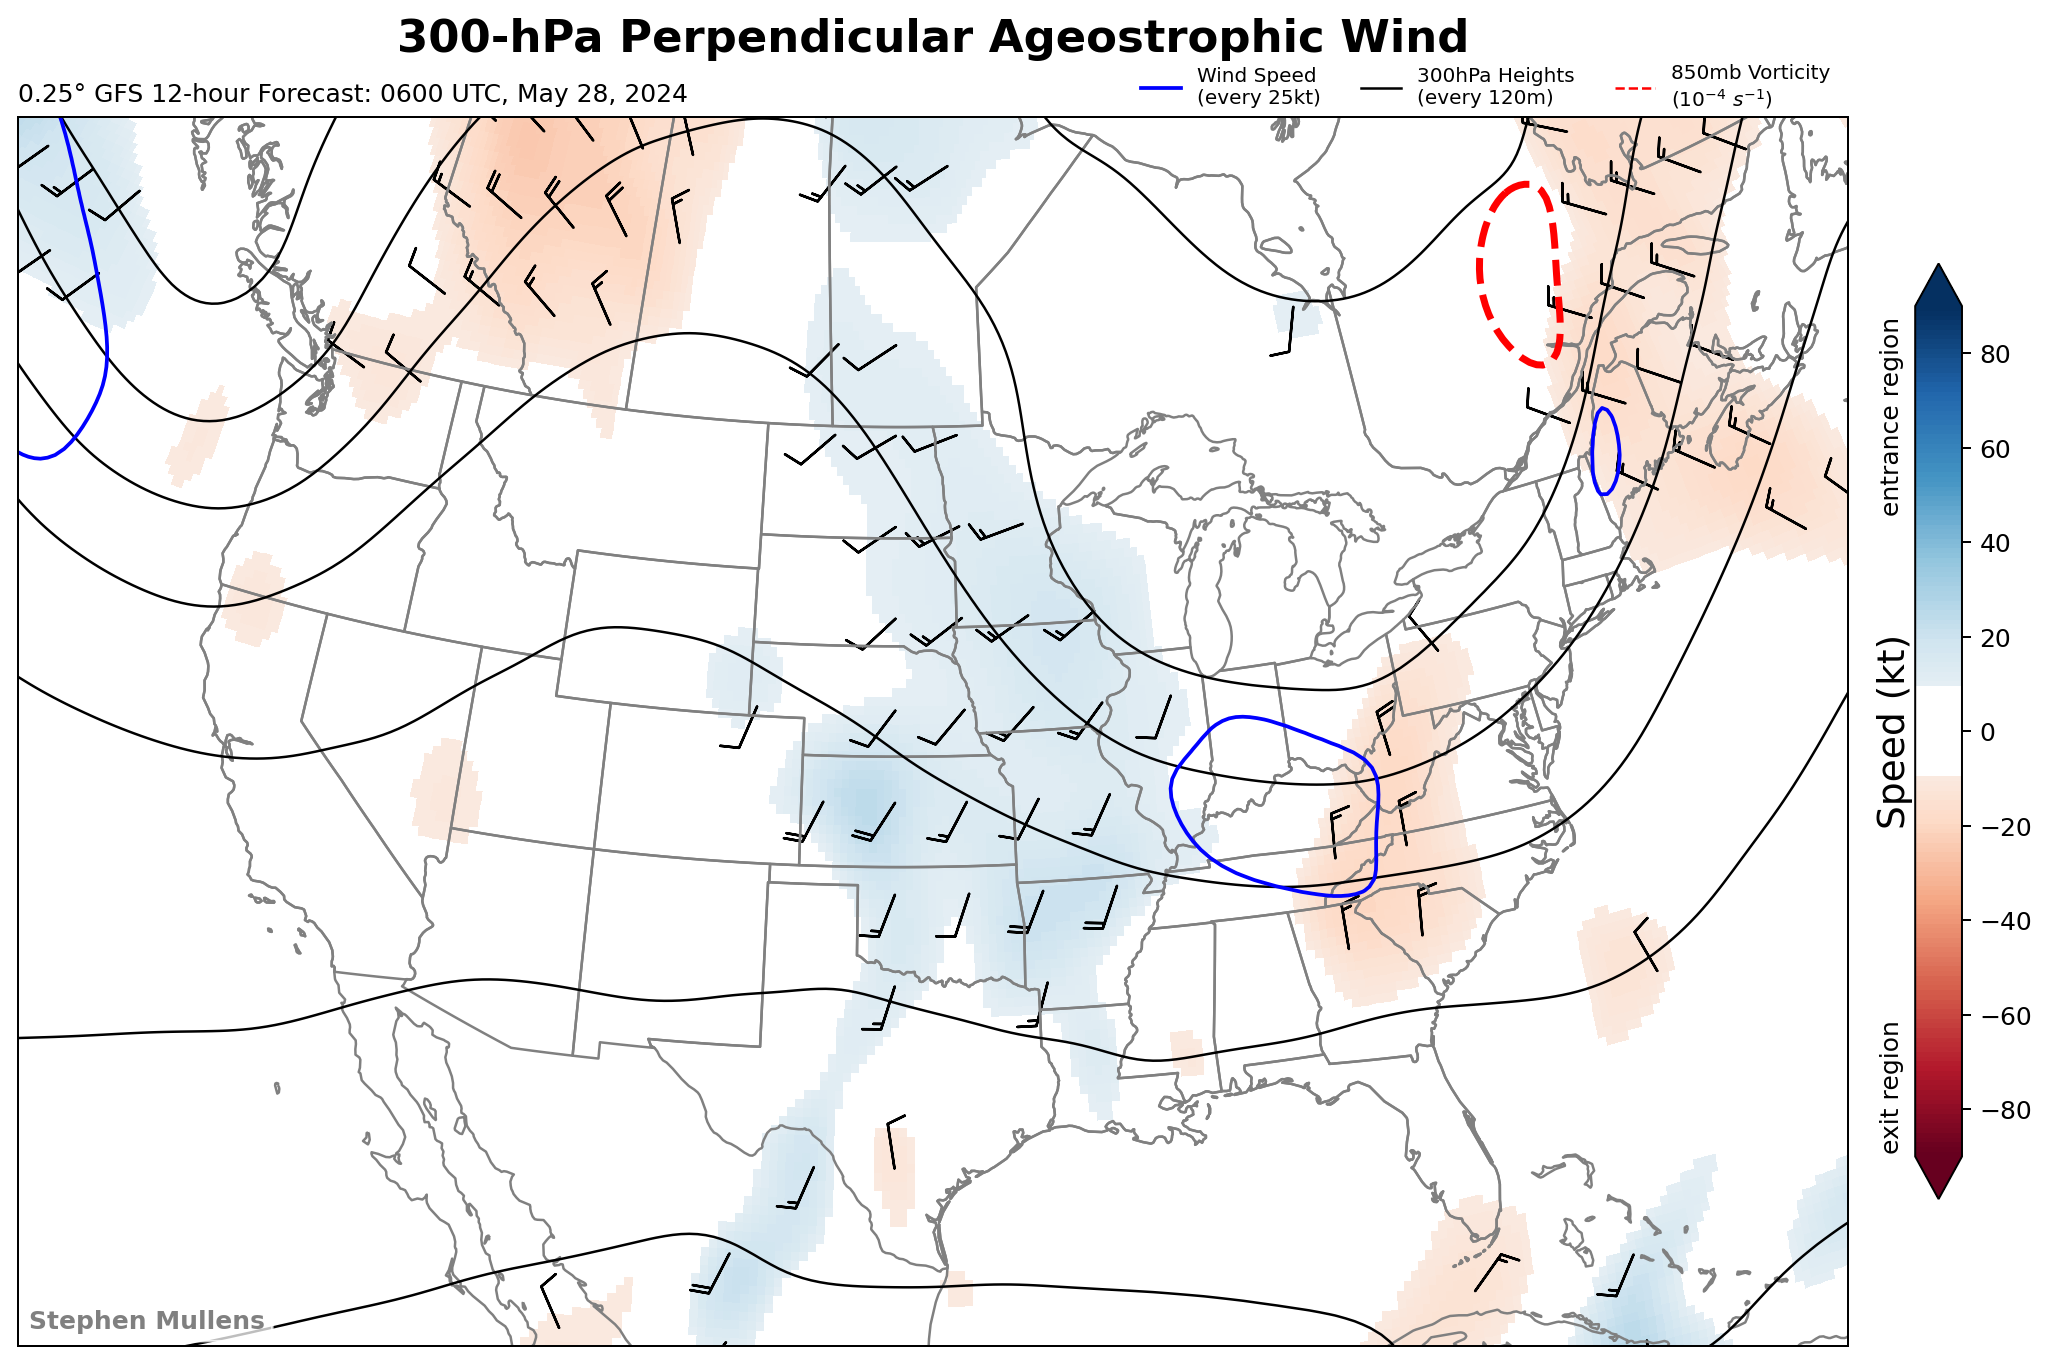 300-hPa Perpendicular Ageostrophic Wind
0.25° GFS 12-hour Forecast: 0600 UTC, May 28, 2024
Wind Speed
(every 25kt)
300hPa Heights
(every 120m)
850mb Vorticity
(10⁻⁴ s⁻¹)
entrance region
Speed (kt)
exit region
80
60
40
20
0
−20
−40
−60
−80
Stephen Mullens